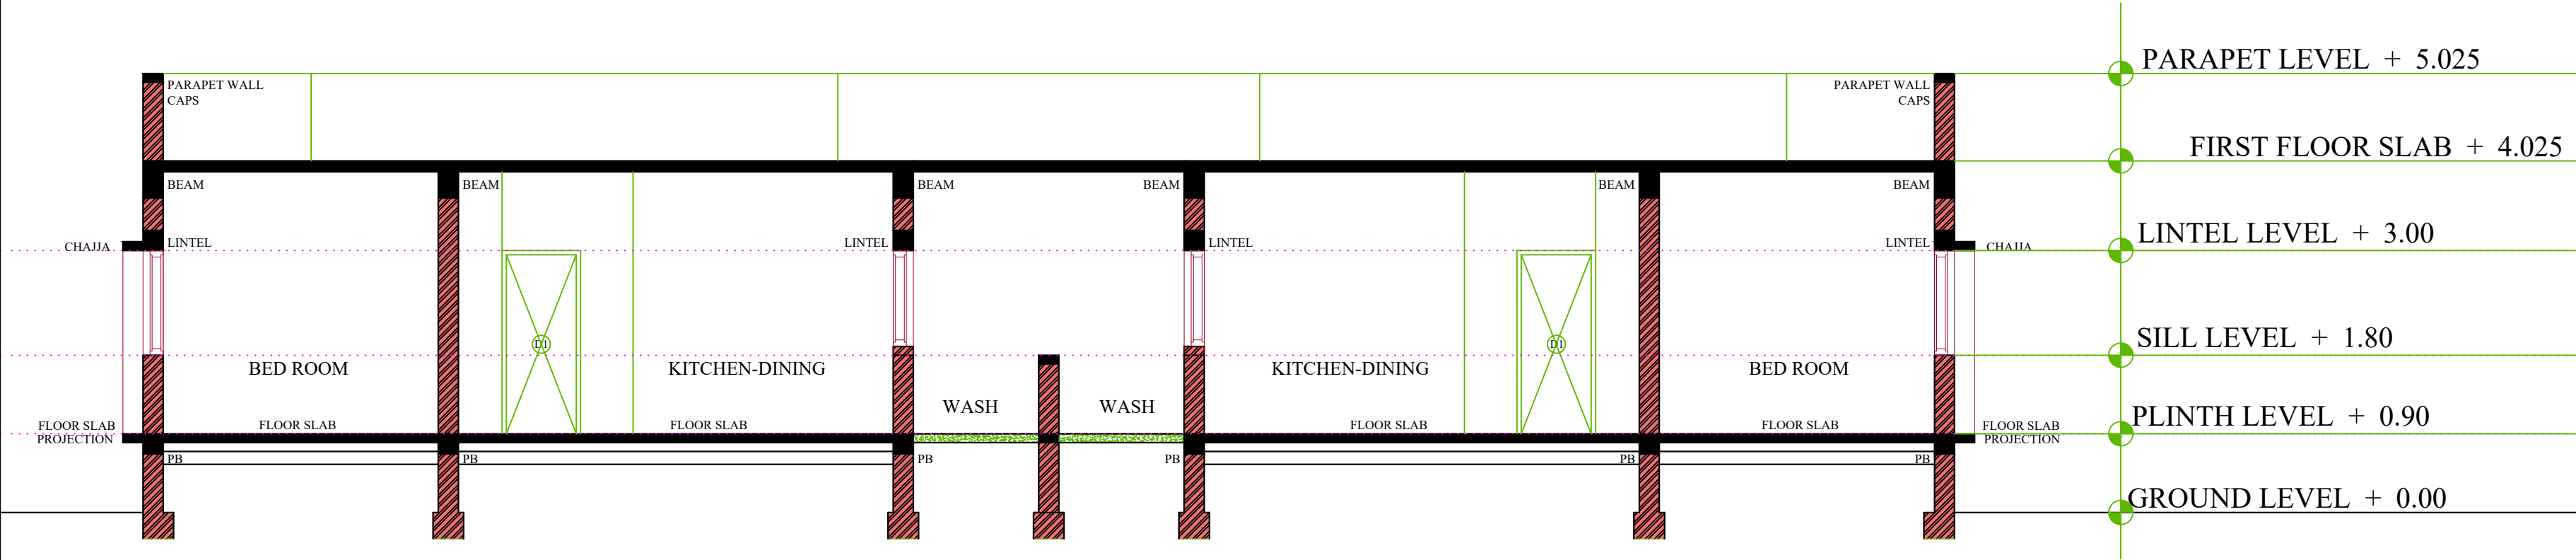 PARAPET LEVEL + 5.025
PARAPET WALL
CAPS
PARAPET WALL
CAPS
FIRST FLOOR SLAB + 4.025
BEAM
BEAM
BEAM
BEAM
BEAM
BEAM
LINTEL LEVEL + 3.00
CHAJJA
LINTEL
LINTEL
LINTEL
LINTEL
CHAJJA
SILL LEVEL + 1.80
D1
D1
BED ROOM
KITCHEN-DINING
KITCHEN-DINING
BED ROOM
WASH
WASH
PLINTH LEVEL + 0.90
FLOOR SLAB
PROJECTION
FLOOR SLAB
FLOOR SLAB
FLOOR SLAB
FLOOR SLAB
FLOOR SLAB
PROJECTION
PB
PB
PB
PB
PB
PB
GROUND LEVEL + 0.00